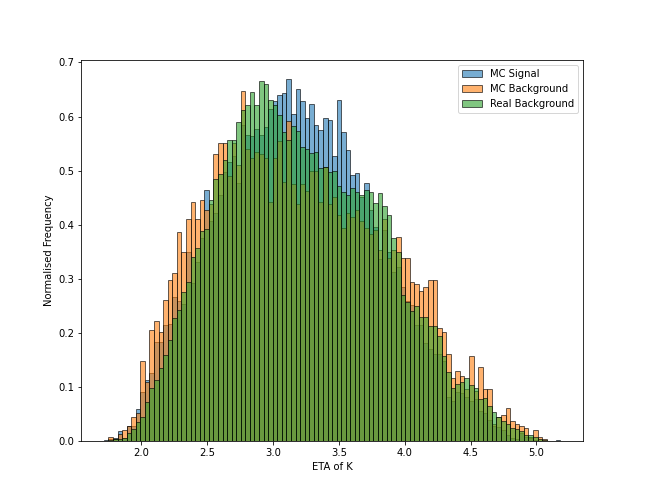 MC Signal
MC Background
Real Background
Normalised Frequency
0.7
0.6
0.5
0.4
0.3
0.2
0.1
0.0
2.0 2.5 3.0 3.5 4.0 4.5 5.0
ETA of K